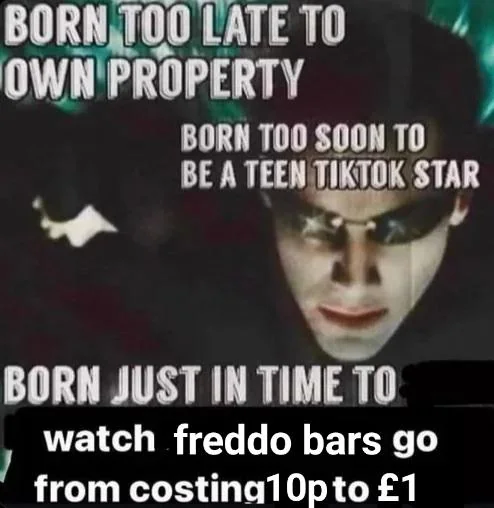 BORN TOO LATE TO
OWN PROPERTY
BORN TOO SOON TO
BE A TEEN TIKTOK STAR
BORN JUST IN TIME TO
watch freddo bars go
from costing10p to £1